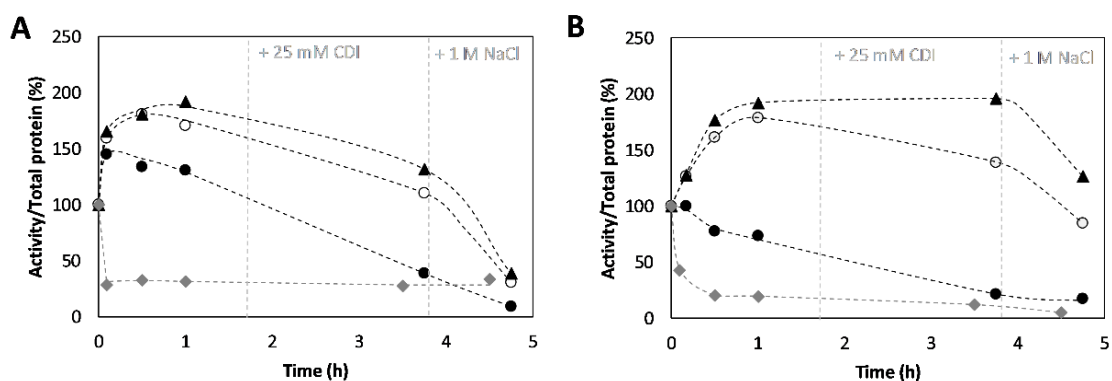 A
Activity/Total protein (%)
250
200
150
100
50
0
+ 25 mM CDI
+ 1 M NaCl
0 1 2 3 4 5
Time (h)
B
Activity/Total protein (%)
250
200
150
100
50
0
+ 25 mM CDI
+ 1 M NaCl
0 1 2 3 4 5
Time (h)